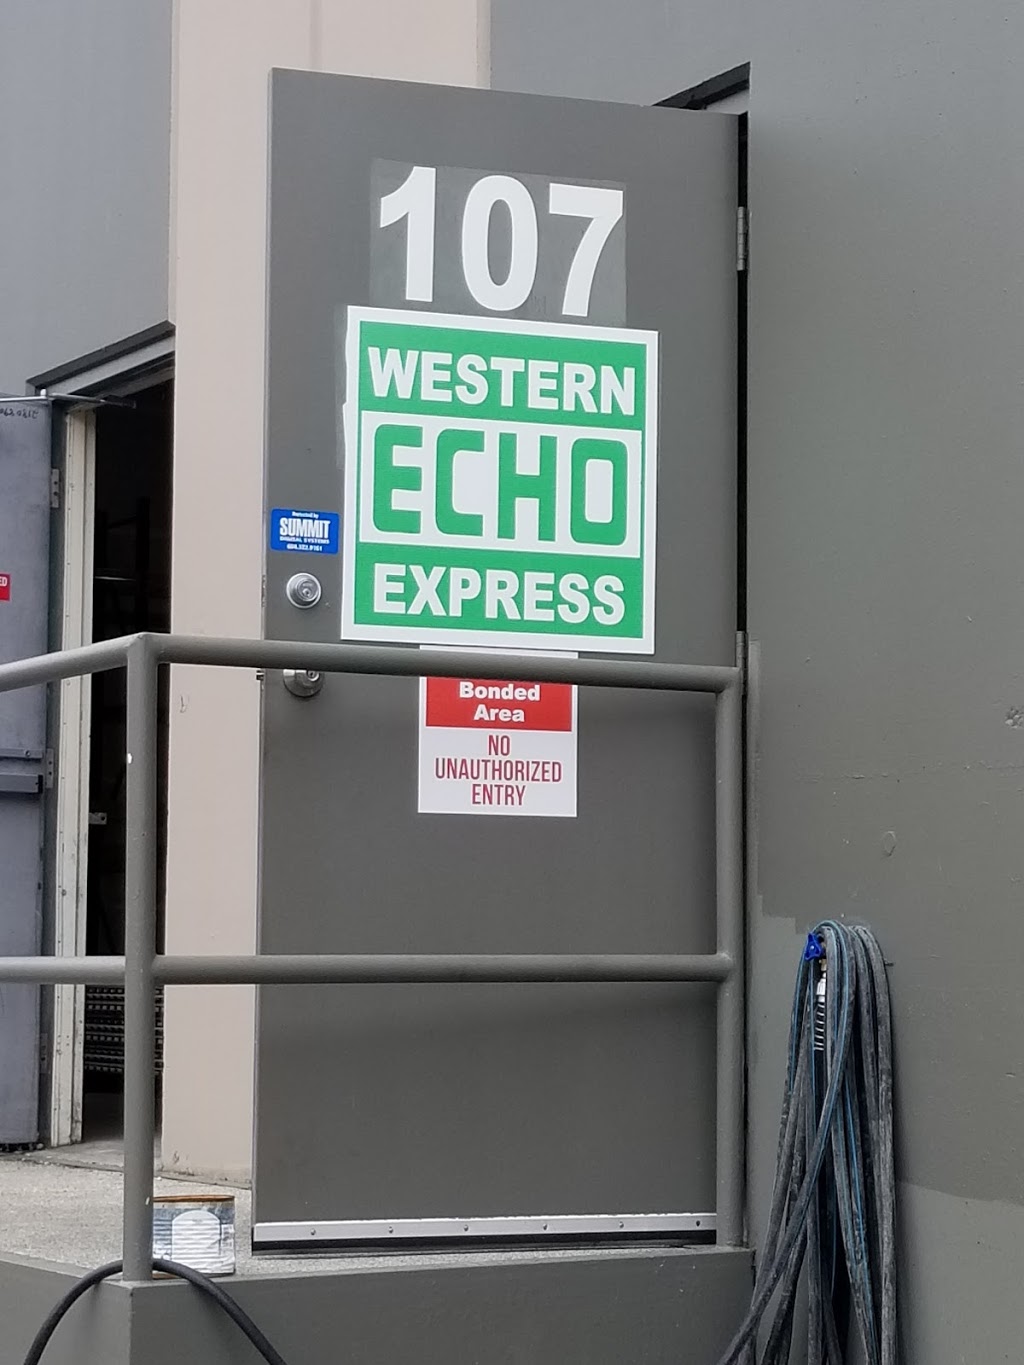 107
WESTERN
ECHO
EXPRESS
SUMMIT
Bonded
Area
NO
UNAUTHORIZED
ENTRY